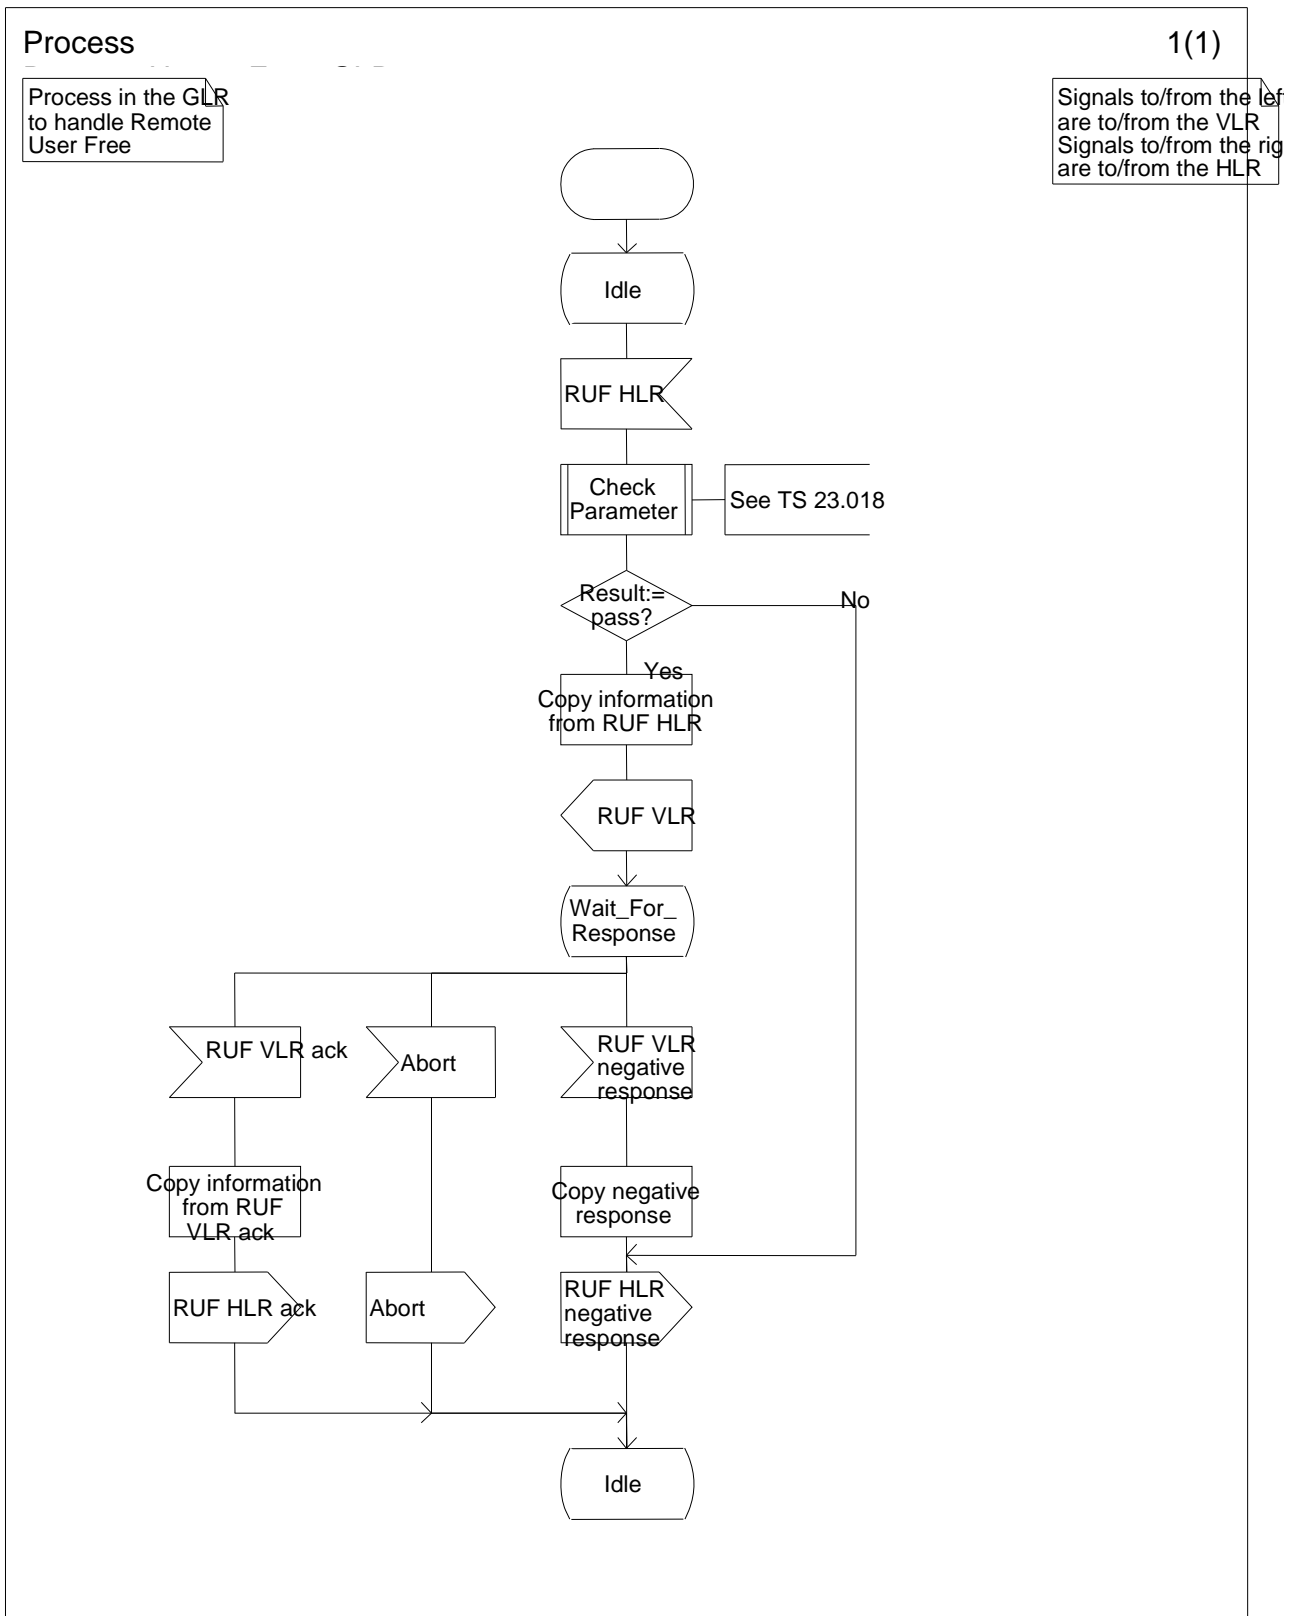 Process
1(1)
Process in the GLR
to handle Remote
User Free
Signals to/from the lef
are to/from the VLR
Signals to/from the rig
are to/from the HLR
Idle
RUF HLR
Check
Parameter
See TS 23.018
Result:=
pass?
No
Yes
Copy information
from RUF HLR
RUF VLR
Wait_For_
Response
RUF VLR ack
Abort
RUF VLR
negative
response
Copy information
from RUF
VLR ack
Copy negative
response
RUF HLR ack
Abort
RUF HLR
negative
response
Idle